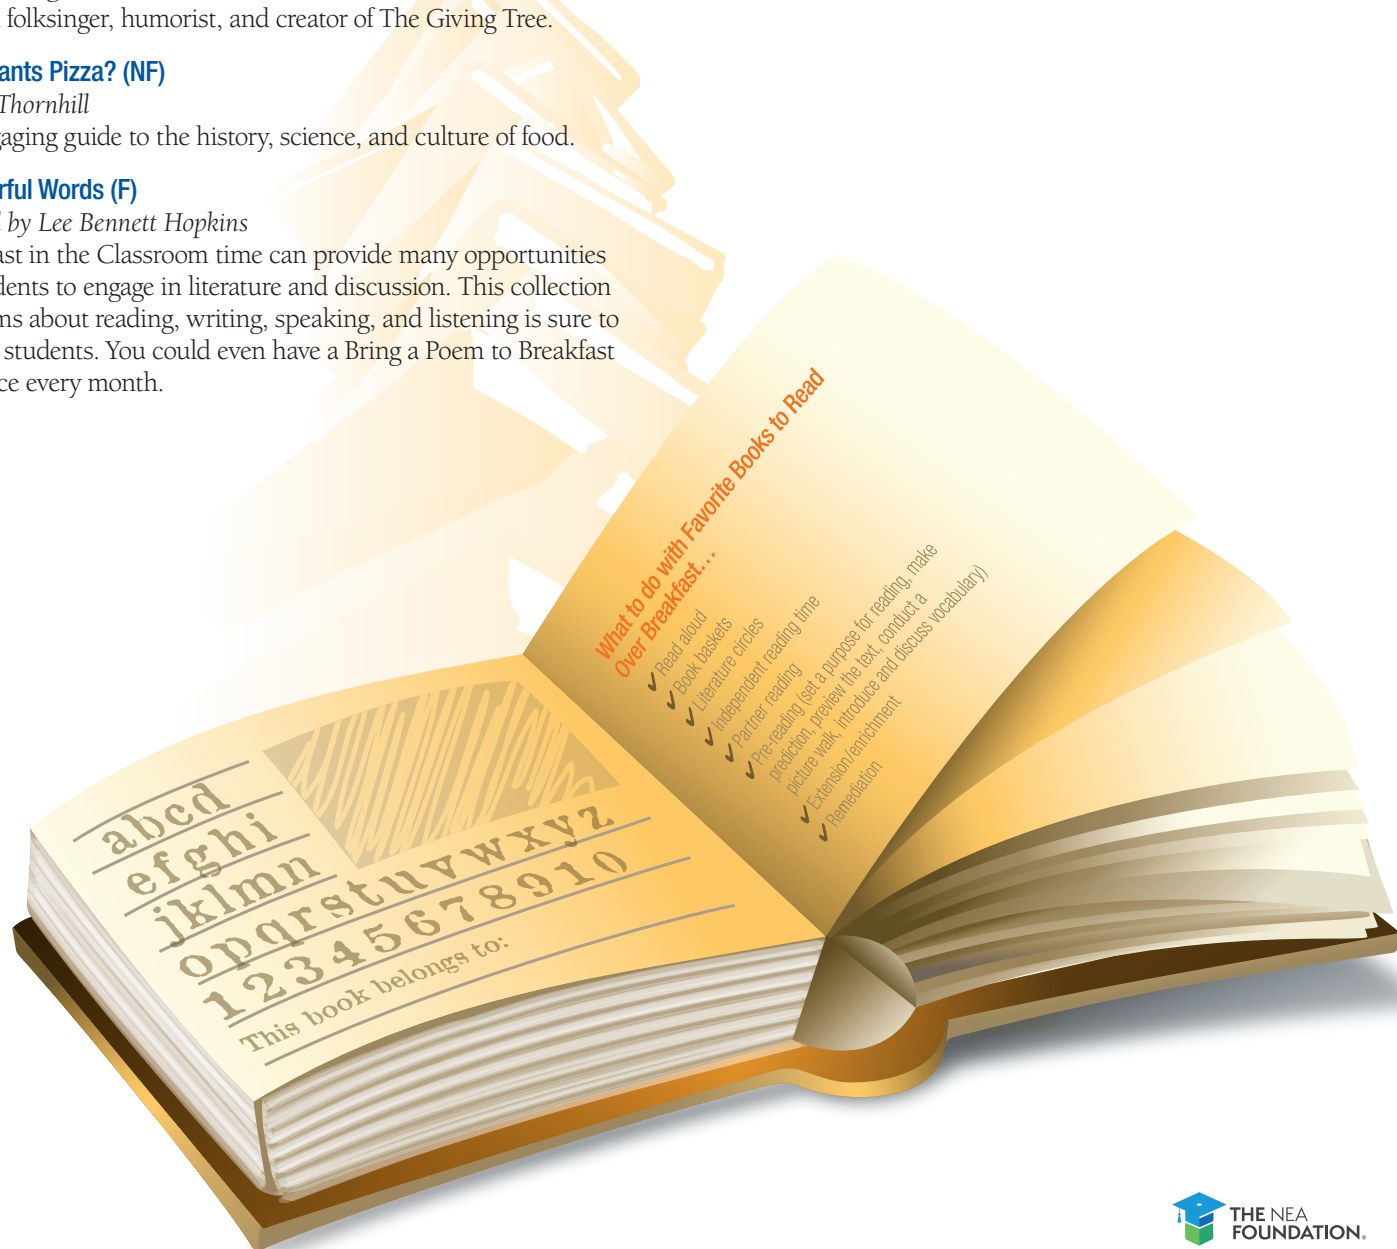 folksinger, humorist, and creator of The Giving Tree.
ants Pizza? (NF)
Thornhill
gaging guide to the history, science, and culture of food.
rful Words (F)
by Lee Bennett Hopkins
ast in the Classroom time can provide many opportunities
dents to engage in literature and discussion. This collection
ms about reading, writing, speaking, and listening is sure to
students. You could even have a Bring a Poem to Breakfast
ce every month.
What to do with Favorite Books to Read
Over Breakfast…
Read aloud
Book baskets
Literature circles
Independent reading time
Partner reading
Pre-reading (set a purpose for reading, make
prediction, preview the text, conduct a
picture walk, introduce and discuss vocabulary)
Extension/enrichment
Remediation
abcd
efghi
jklmn
opqrstuvwxyz
12345678910
This book belongs to:
THE NEA
FOUNDATION®